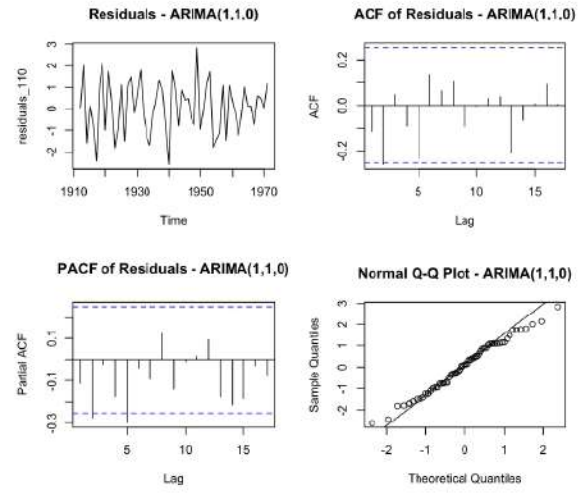 Residuals - ARIMA(1,1,0)
residuals_110
3
2
1
0
-1
-2
1910
1930
1950
1970
Time
ACF of Residuals - ARIMA(1,1,0)
ACF
0.2
0.0
-0.2
5
10
15
Lag
PACF of Residuals - ARIMA(1,1,0)
Partial ACF
0.1
-0.1
-0.3
5
10
15
Lag
Normal Q-Q Plot - ARIMA(1,1,0)
Sample Quantiles
3
2
1
0
-1
-2
-2
-1
0
1
2
Theoretical Quantiles